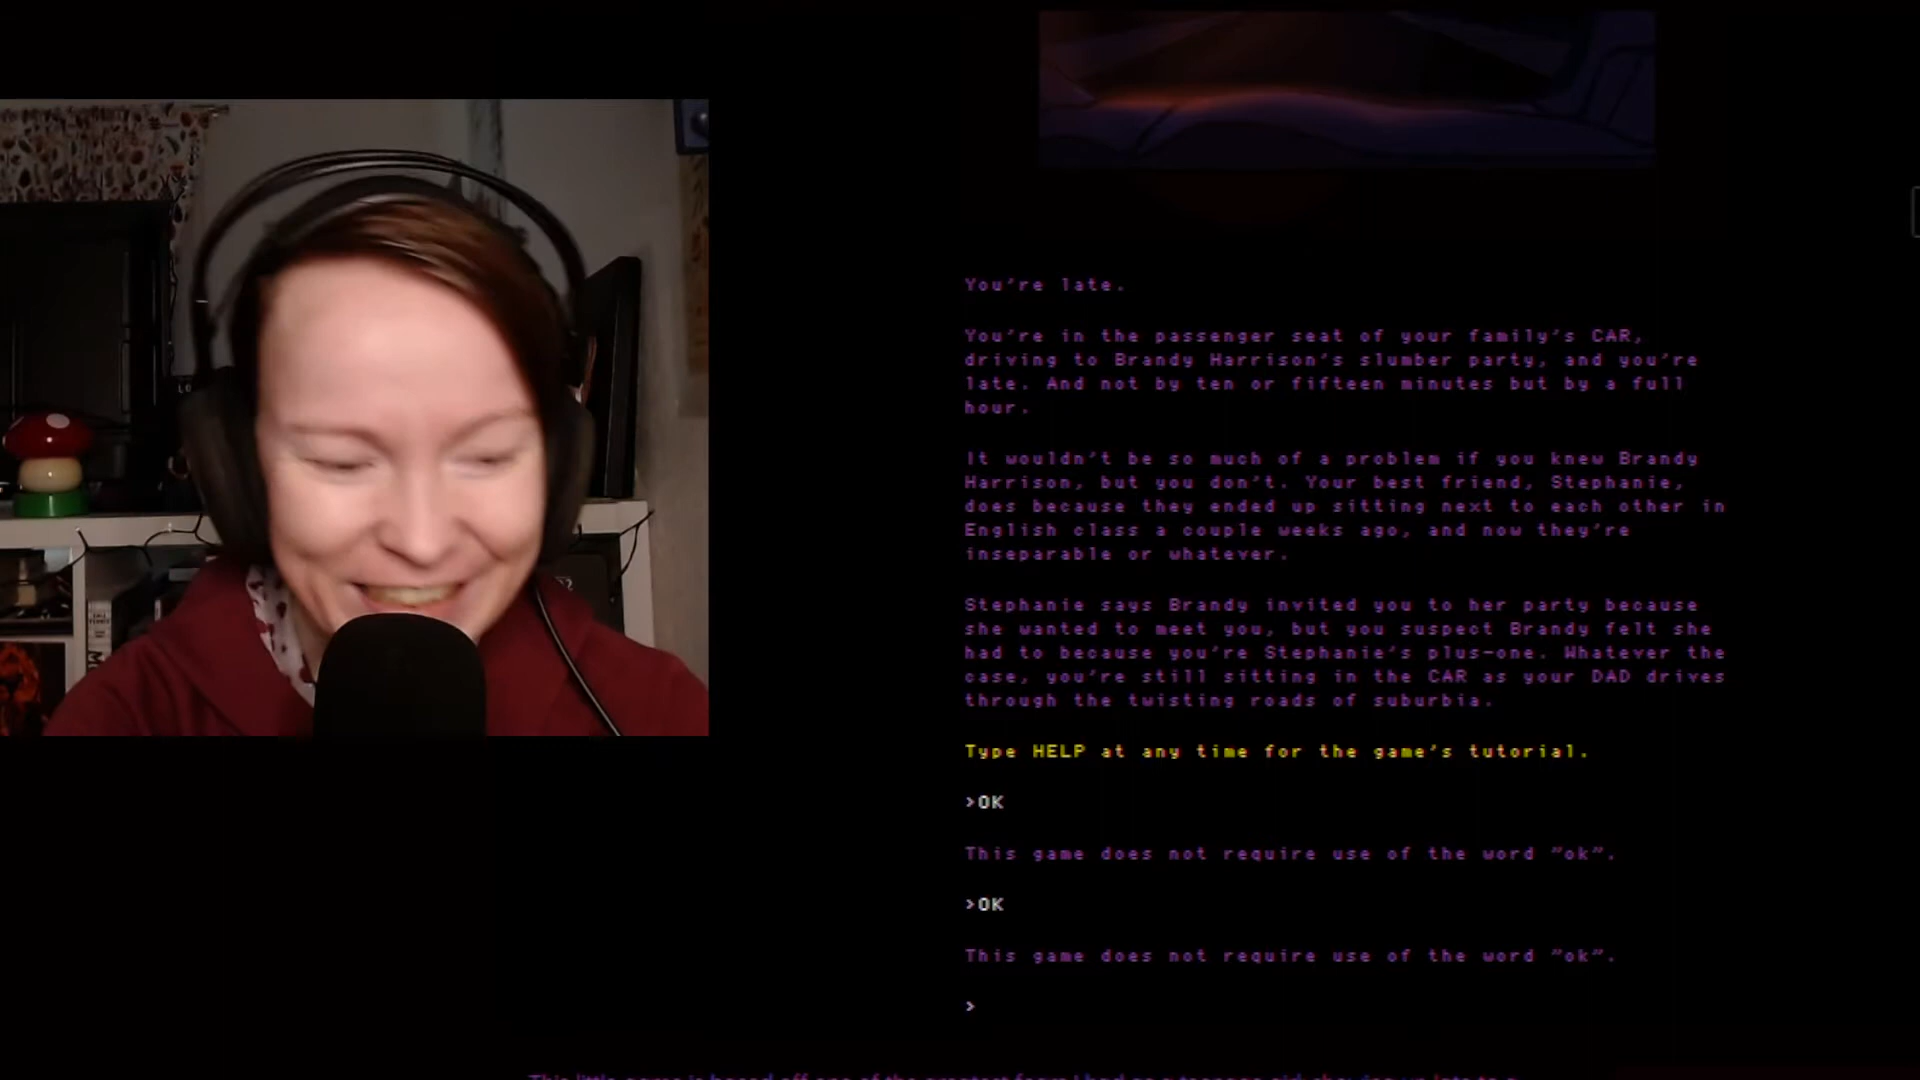 You're late.
You're in the passenger seat of your family's CAR,
driving to Brandy Harrison's slumber party, and you're
late. And not by ten or fifteen minutes but by a full
hour.
It wouldn't be so much of a problem if you knew Brandy
Harrison, but you don't. Your best friend, Stephanie,
does because they ended up sitting next to each other in
English class a couple weeks ago, and now they're
inseparable or whatever.
Stephanie says Brandy invited you to her party because
she wanted to meet you, but you suspect Brandy felt she
had to because you're Stephanie's plus-one. Whatever the
case, you're still sitting in the CAR as your DAD drives
through the twisting roads of suburbia.
Type HELP at any time for the game's tutorial.
>OK
This game does not require use of the word "ok".
>OK
This game does not require use of the word "ok".
>